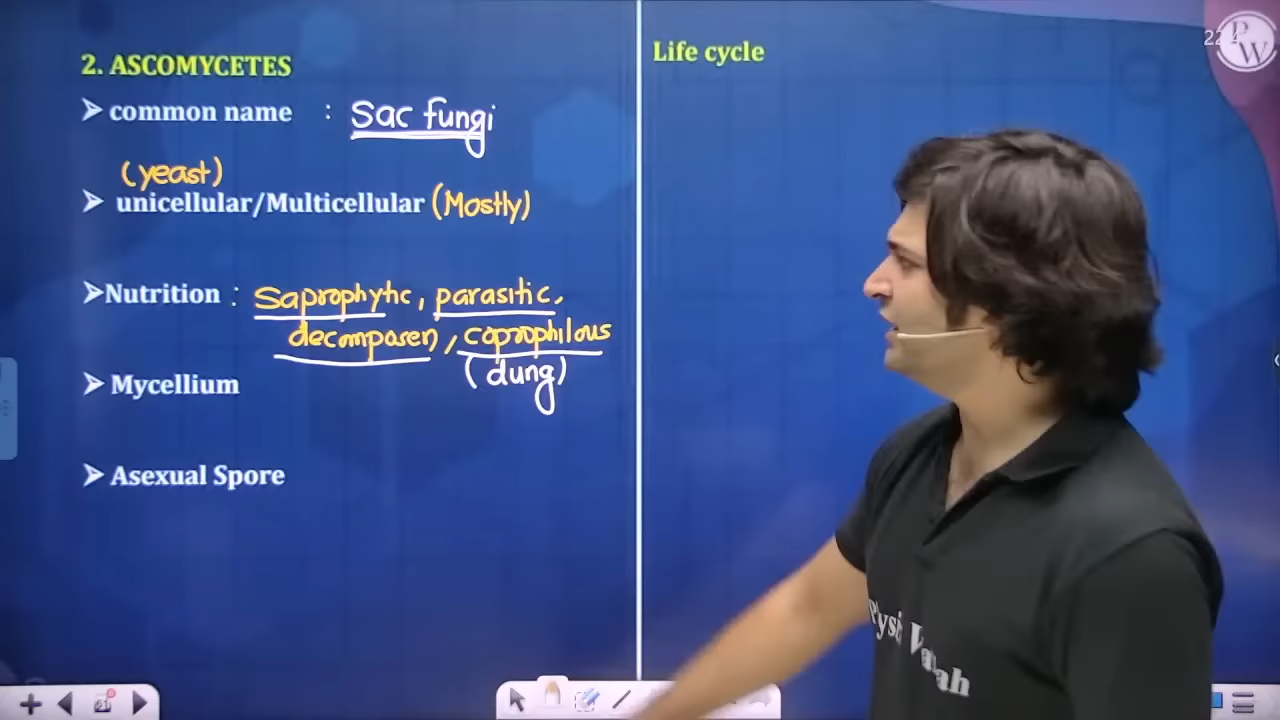 2. ASCOMYCETES
➤ common name : Sac fungi
(yeast)
➤ unicellular/Multicellular (Mostly)
➤Nutrition : Saprophytic, parasitic,
decomposer, coprophilous
(dung)
➤ Mycellium
➤ Asexual Spore
Life cycle
PW